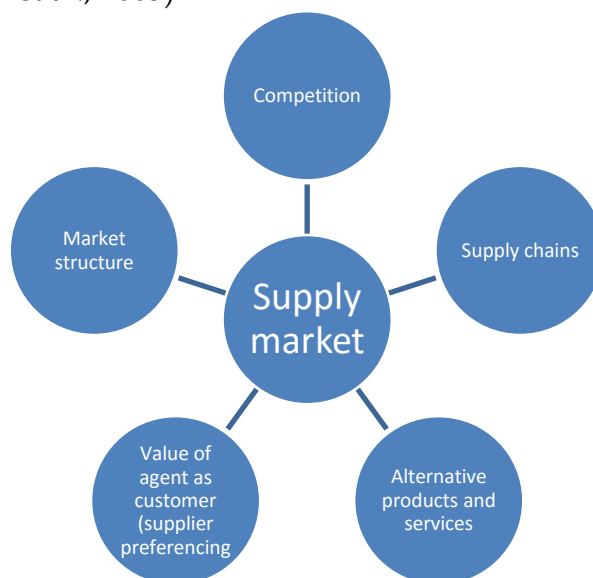 Competition
Market
structure
Supply chains
Supply
market
Value of
agent as
customer
(supplier
preferencing
Alternative
products and
services